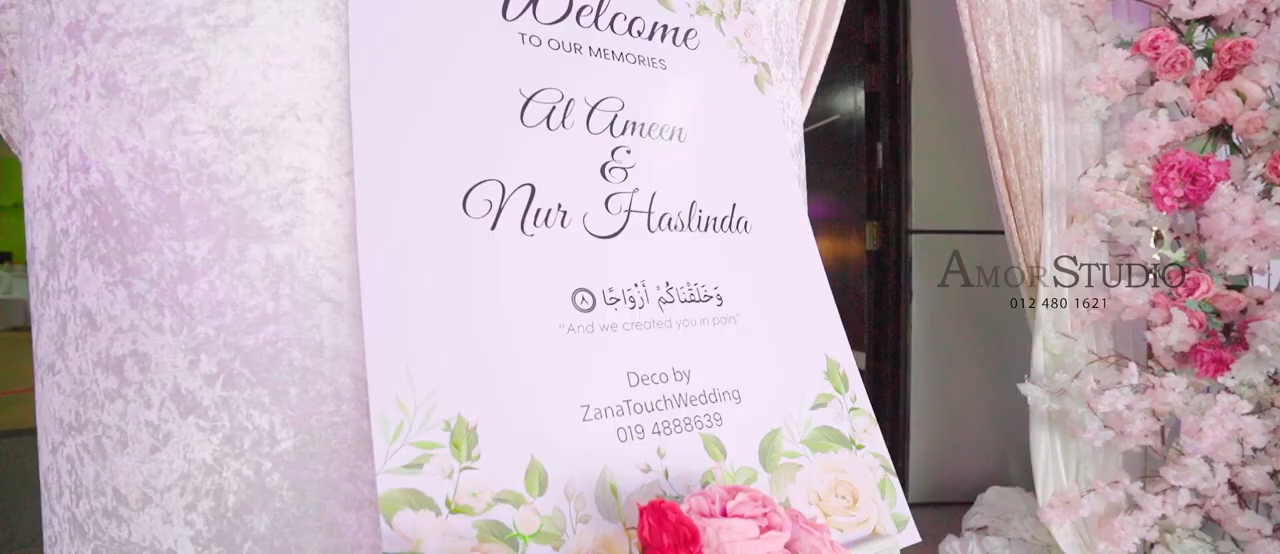 Welcome
TO OUR MEMORIES
Al Ameen
&
Nur Haslinda
وَخَلَقْنَاكُمْ أَزْوَاجًا ٨
"And we created you in pairs"
Deco by
ZanaTouchWedding
019 4888639
AMORSTUDIO
012 480 1621